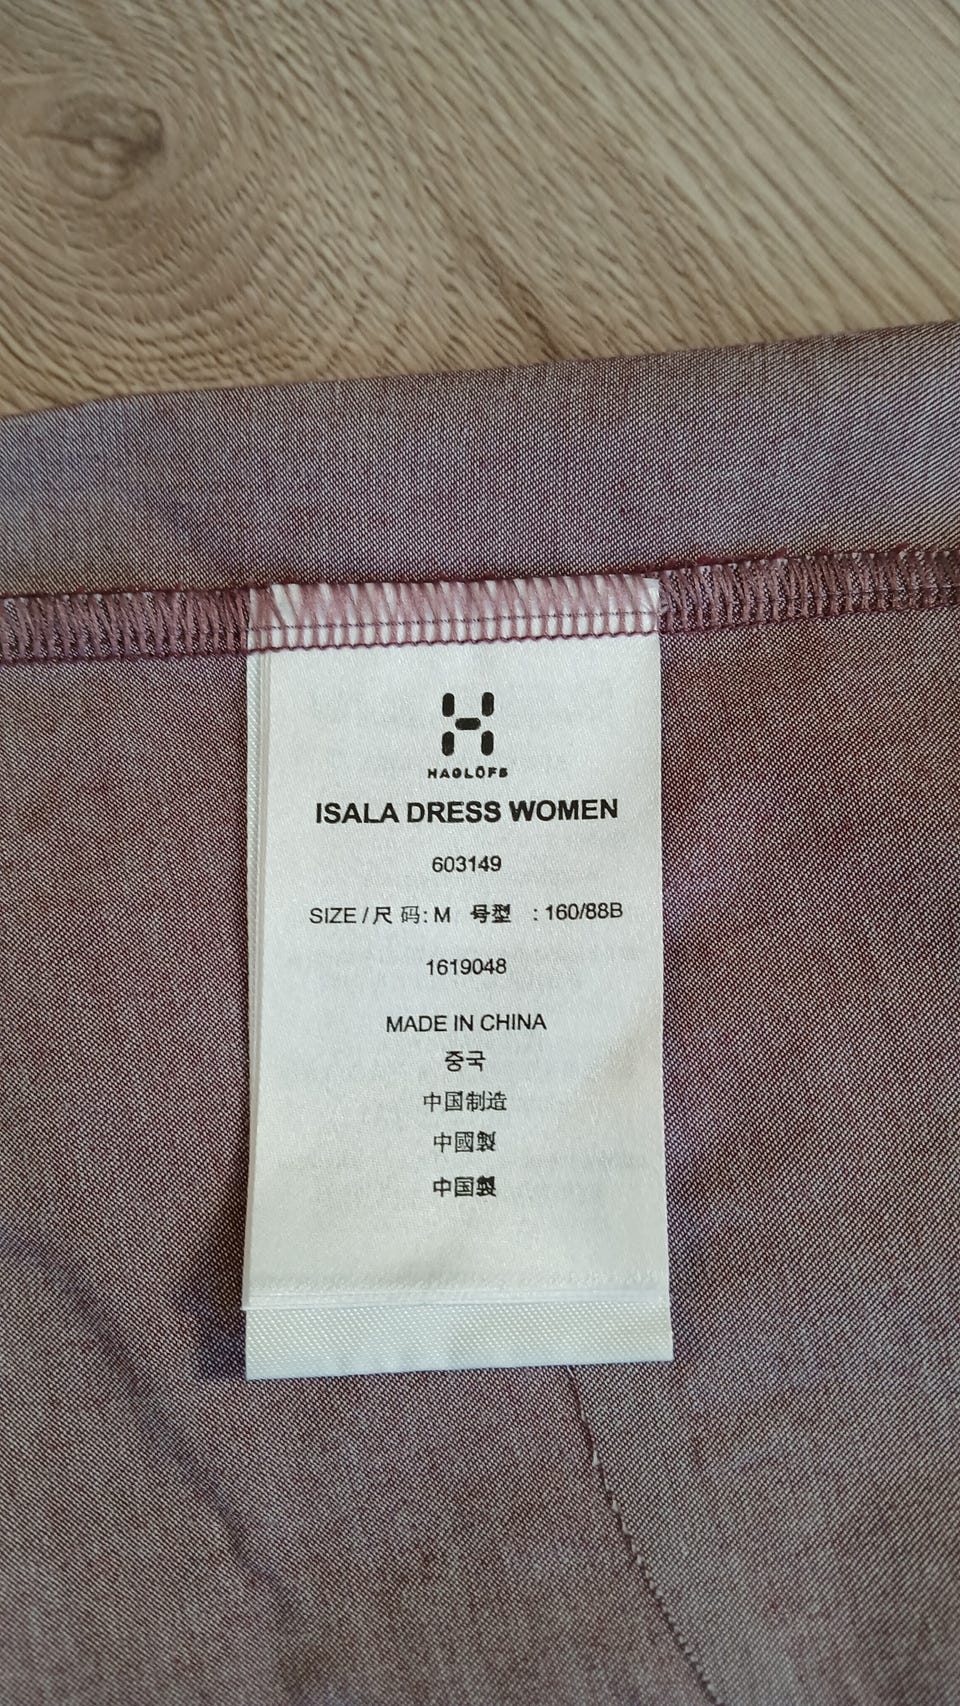 HAGLÖFS
ISALA DRESS WOMEN
603149
SIZE / 尺 码: M 号型 : 160/88B
1619048
MADE IN CHINA
중국
中国制造
中國製
中国製